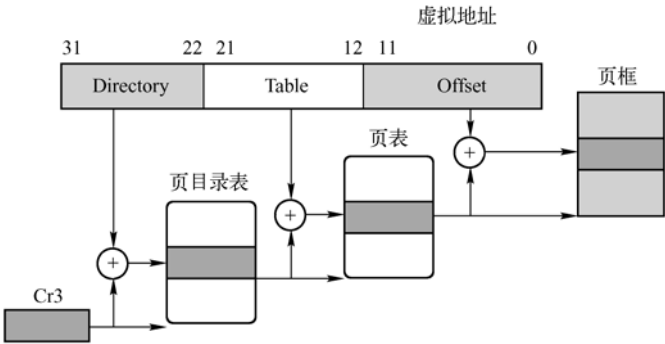 虚拟地址
31 22 21 12 11 0
Directory Table Offset
页框
页表
+
页目录表
+
+
Cr3